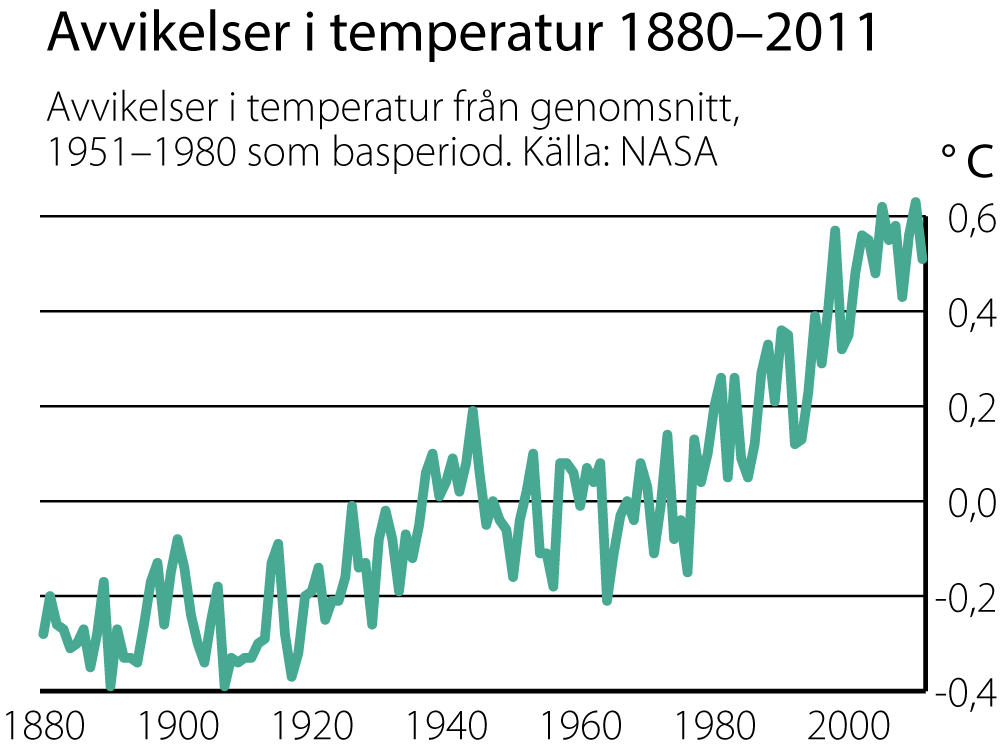 Avvikelser i temperatur 1880–2011
Avvikelser i temperatur från genomsnitt,
1951–1980 som basperiod. Källa: NASA
° C
0,6
0,4
0,2
0,0
-0,2
-0,4
1880 1900 1920 1940 1960 1980 2000